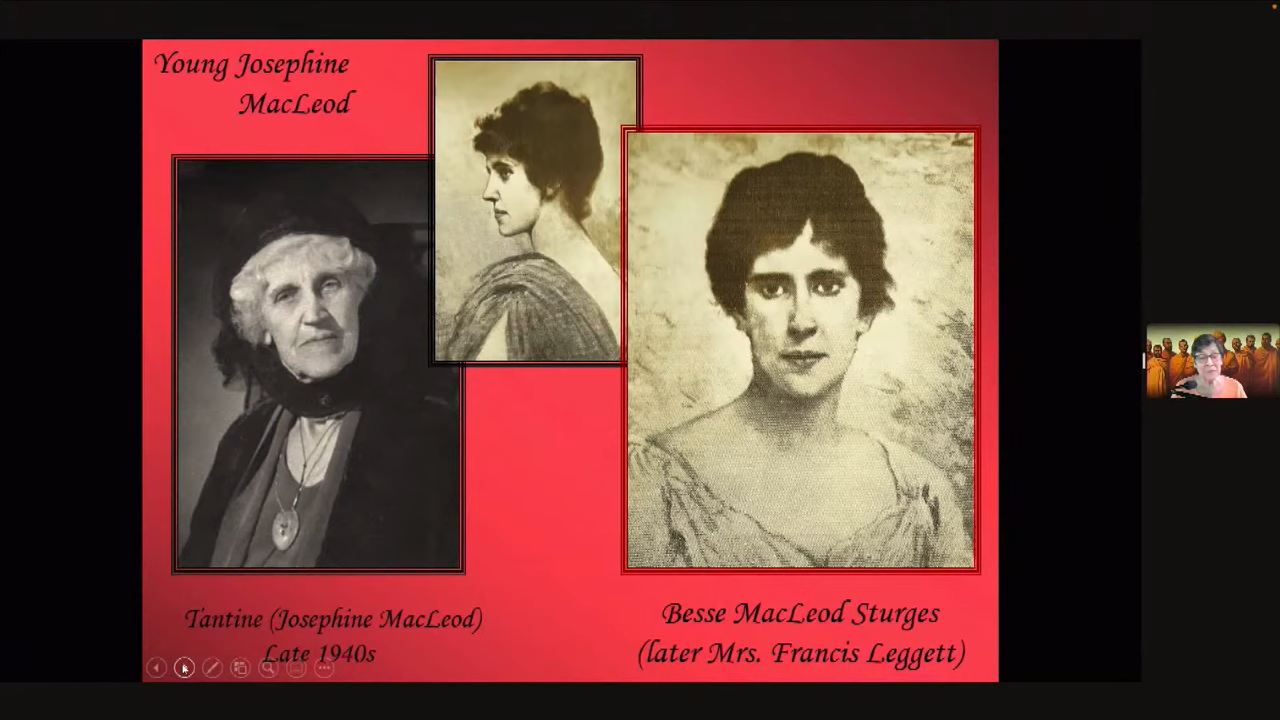 Young Josephine
MacLeod
Tantine (Josephine MacLeod)
Late 1940s
Besse MacLeod Sturges
(later Mrs. Francis Leggett)